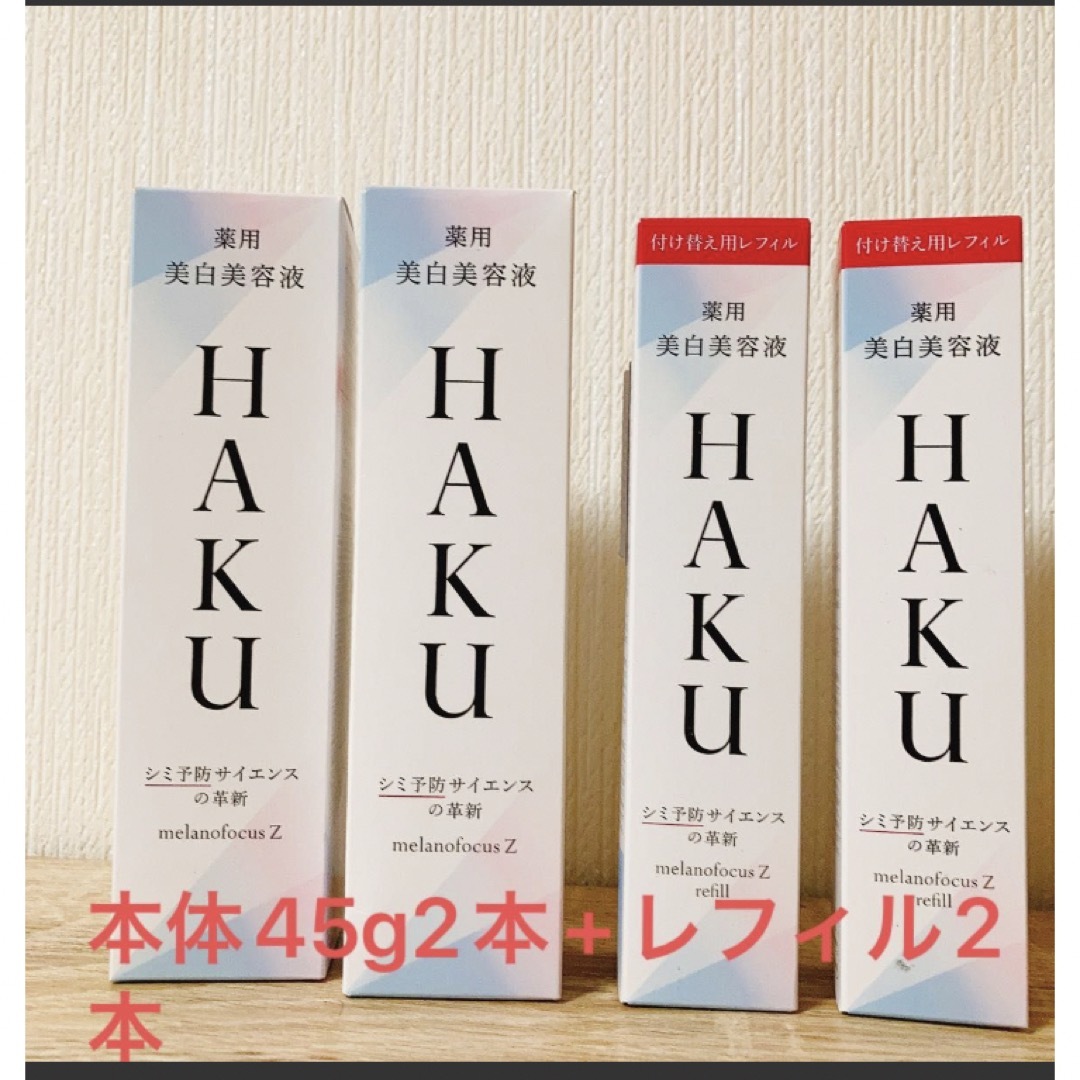 薬用
美白美容液
HAKU
シミ予防サイエンス
の革新
melanofocus Z
薬用
美白美容液
HAKU
シミ予防サイエンス
の革新
melanofocus Z
付け替え用レフィル
薬用
美白美容液
HAKU
シミ予防サイエンス
の革新
melanofocus Z
refill
付け替え用レフィル
薬用
美白美容液
HAKU
シミ予防サイエンス
の革新
melanofocus Z
refill
本体45g2本+レフィル2
本